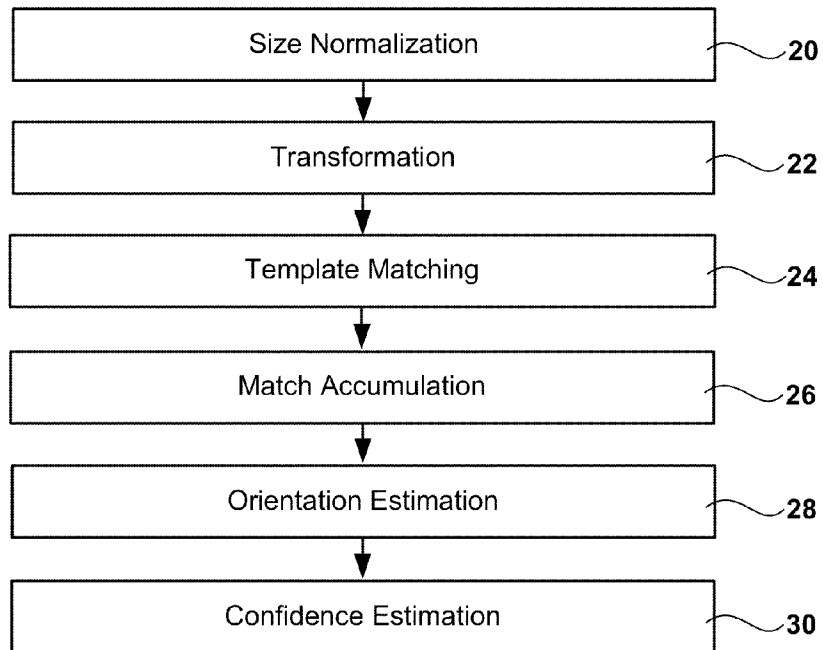 Size Normalization 20
Transformation 22
Template Matching 24
Match Accumulation 26
Orientation Estimation 28
Confidence Estimation 30